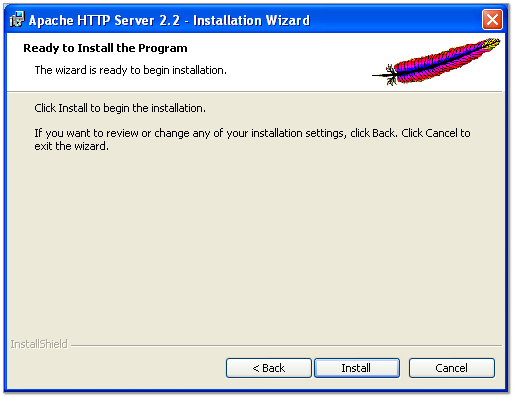 Apache HTTP Server 2.2 - Installation Wizard
Ready to Install the Program
The wizard is ready to begin installation.
Click Install to begin the installation.
If you want to review or change any of your installation settings, click Back. Click Cancel to
exit the wizard.
InstallShield
< Back
Install
Cancel